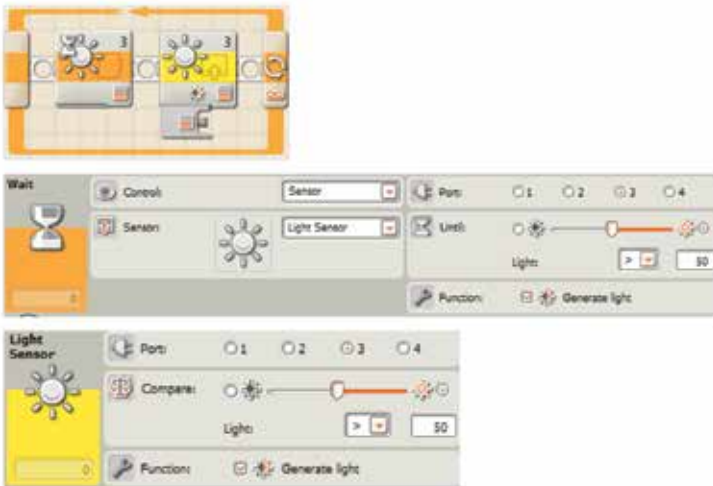 3 3
Wait
Control: Sensor
Port: 1 2 3 4
Sensor: Light Sensor
Until:
Light: > 50
Function: Generate light
0
Light Sensor
Port: 1 2 3 4
Compare:
Light: > 50
Function: Generate light
0